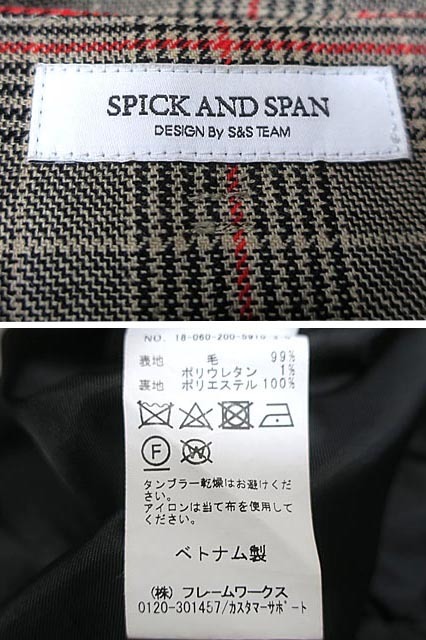 SPICK AND SPAN
DESIGN By S&S TEAM
NO. 18-060-200-5910
表地 毛 99%
ポリウレタン 1%
裏地 ポリエステル 100%
F
W
タンブラー乾燥はお避けくださ
い。
アイロンは当て布を使用して
ください。
ベトナム製
(株) フレームワークス
0120-301457/カスタマーサポート